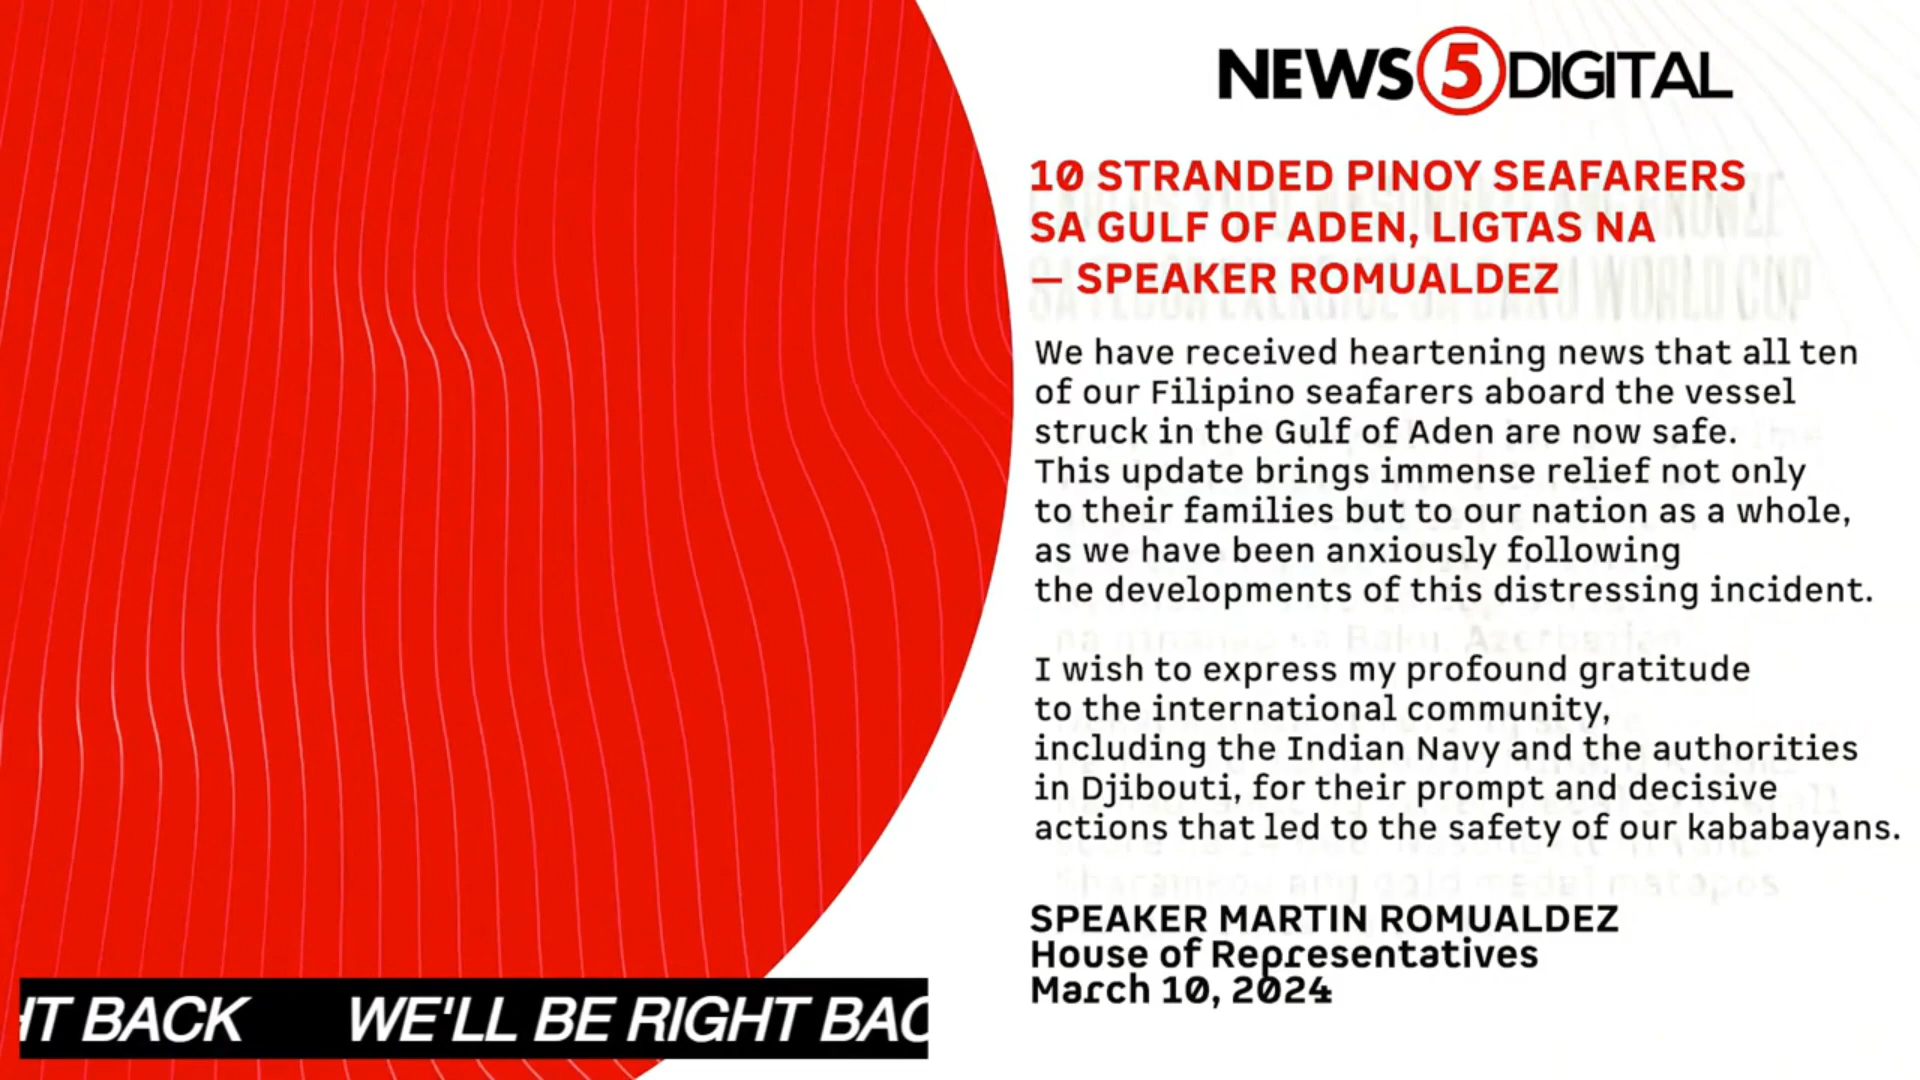 NEWS 5 DIGITAL
10 STRANDED PINOY SEAFARERS
SA GULF OF ADEN, LIGTAS NA
— SPEAKER ROMUALDEZ
We have received heartening news that all ten
of our Filipino seafarers aboard the vessel
struck in the Gulf of Aden are now safe.
This update brings immense relief not only
to their families but to our nation as a whole,
as we have been anxiously following
the developments of this distressing incident.
I wish to express my profound gratitude
to the international community,
including the Indian Navy and the authorities
in Djibouti, for their prompt and decisive
actions that led to the safety of our kababayans.
SPEAKER MARTIN ROMUALDEZ
House of Representatives
March 10, 2024
HT BACK WE'LL BE RIGHT BAC